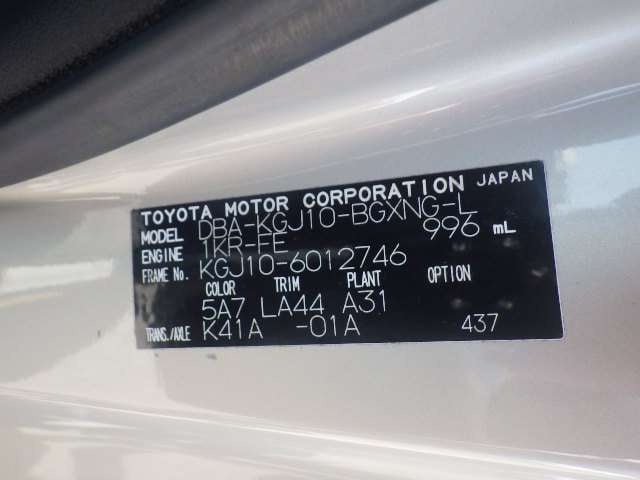 TOYOTA MOTOR CORPORATION JAPAN
MODEL DBA-KGJ10-BGXNG-L
ENGINE 1KR-FE 996 mL
FRAME No. KGJ10-6012746
COLOR TRIM PLANT OPTION
5A7 LA44 A31
TRANS./AXLE K41A -01A 437